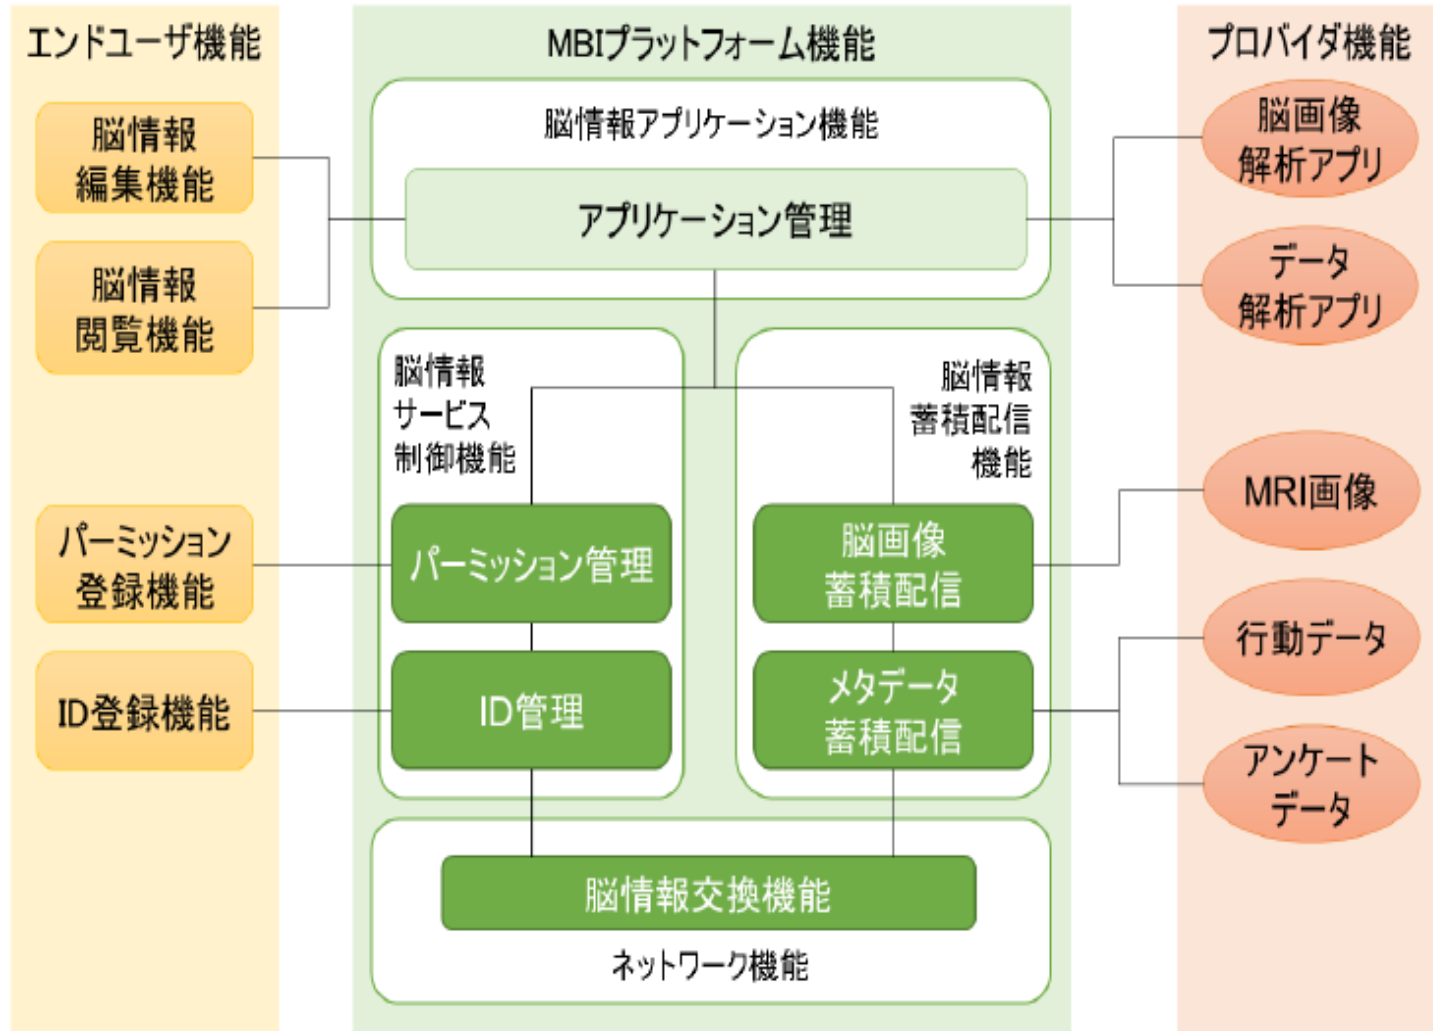 エンドユーザ機能
脳情報
編集機能
脳情報
閲覧機能
パーミッション
登録機能
ID登録機能
MBIプラットフォーム機能
脳情報アプリケーション機能
アプリケーション管理
脳情報
サービス
制御機能
パーミッション管理
ID管理
脳情報
蓄積配信
機能
脳画像
蓄積配信
メタデータ
蓄積配信
脳情報交換機能
ネットワーク機能
プロバイダ機能
脳画像
解析アプリ
データ
解析アプリ
MRI画像
行動データ
アンケート
データ